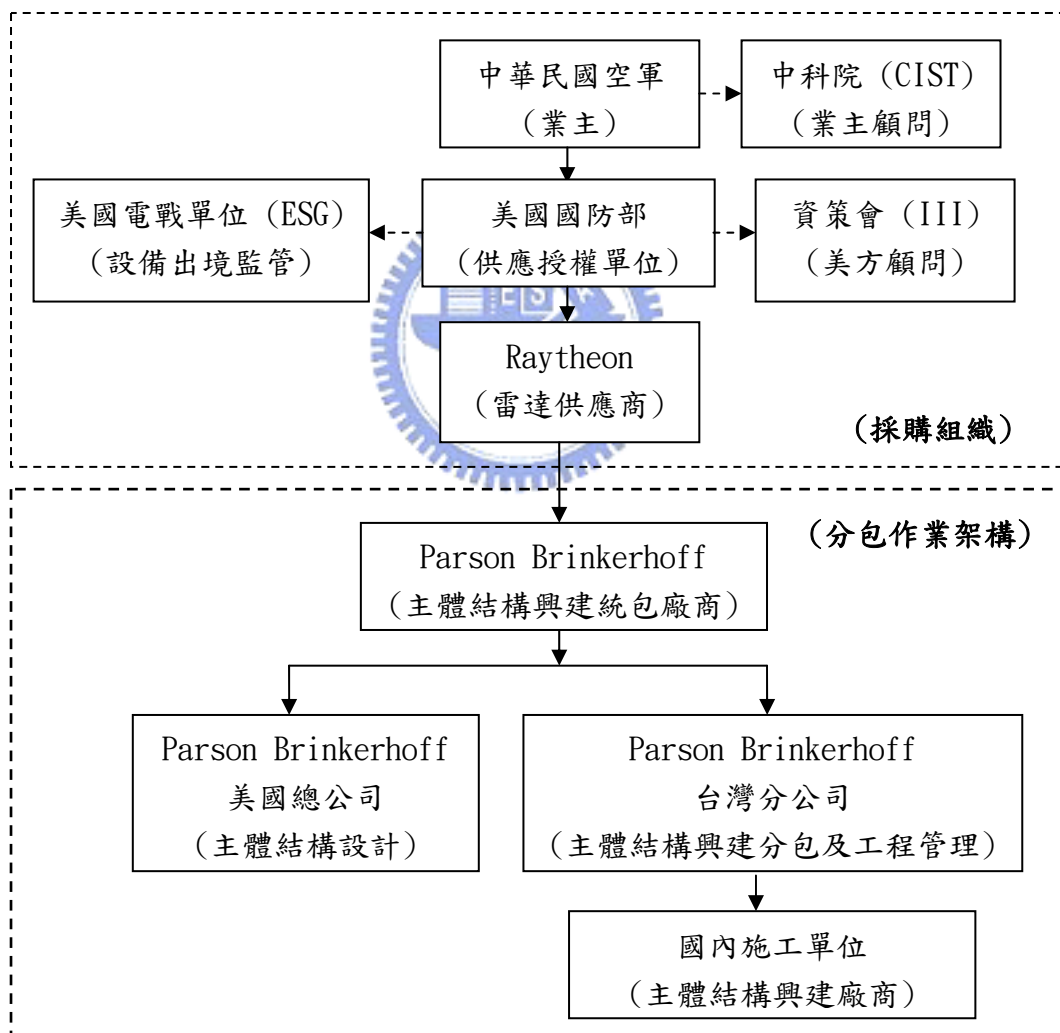 中華民國空軍
(業主)
中科院 (CIST)
(業主顧問)
美國電戰單位 (ESG)
(設備出境監管)
美國國防部
(供應授權單位)
資策會 (III)
(美方顧問)
Raytheon
(雷達供應商)
(採購組織)
(分包作業架構)
Parson Brinkerhoff
(主體結構興建統包廠商)
Parson Brinkerhoff
美國總公司
(主體結構設計)
Parson Brinkerhoff
台灣分公司
(主體結構興建分包及工程管理)
國內施工單位
(主體結構興建廠商)